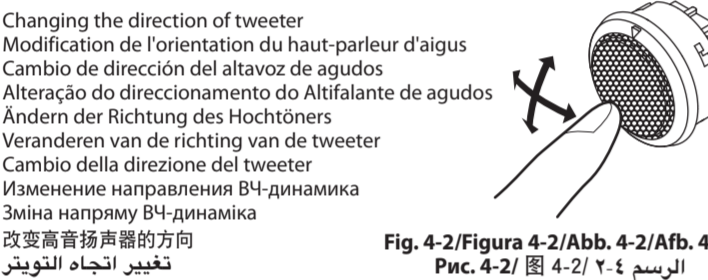 Changing the direction of tweeter
Modification de l'orientation du haut-parleur d'aigus
Cambio de dirección del altavoz de agudos
Alteração do direccionamento do Altifalante de agudos
Ändern der Richtung des Hochtöners
Veranderen van de richting van de tweeter
Cambio della direzione del tweeter
Изменение направления ВЧ-динамика
Зміна напряму ВЧ-динаміка
改变高音扬声器的方向
تغيير اتجاه التويتر
Fig. 4-2/Figura 4-2/Abb. 4-2/Afb. 4
Рис. 4-2/ 图 4-2/ الرسم ٤-٢